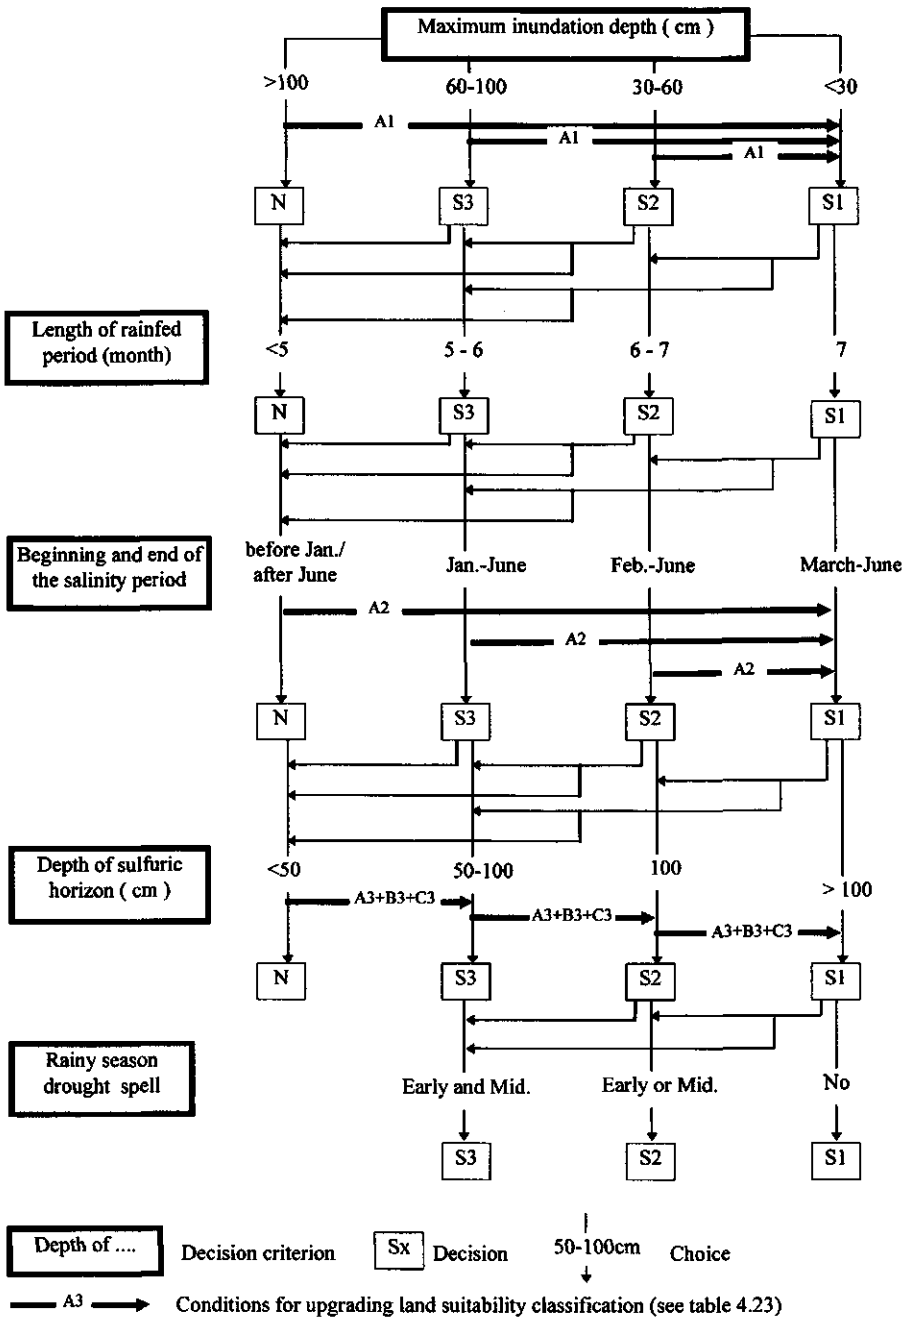 Maximum inundation depth ( cm )
>100 60-100 30-60 <30
A1
A1
A1
N S3 S2 S1
Length of rainfed
period (month)
<5 5 - 6 6 - 7 7
N S3 S2 S1
Beginning and end of
the salinity period
before Jan./
after June
Jan.-June Feb.-June March-June
A2
A2
A2
N S3 S2 S1
Depth of sulfuric
horizon ( cm )
<50 50-100 100 > 100
A3+B3+C3
A3+B3+C3
A3+B3+C3
N S3 S2 S1
Rainy season
drought spell
Early and Mid. Early or Mid. No
S3 S2 S1
Depth of .... Decision criterion Sx Decision 50-100cm Choice
A3 Conditions for upgrading land suitability classification (see table 4.23)